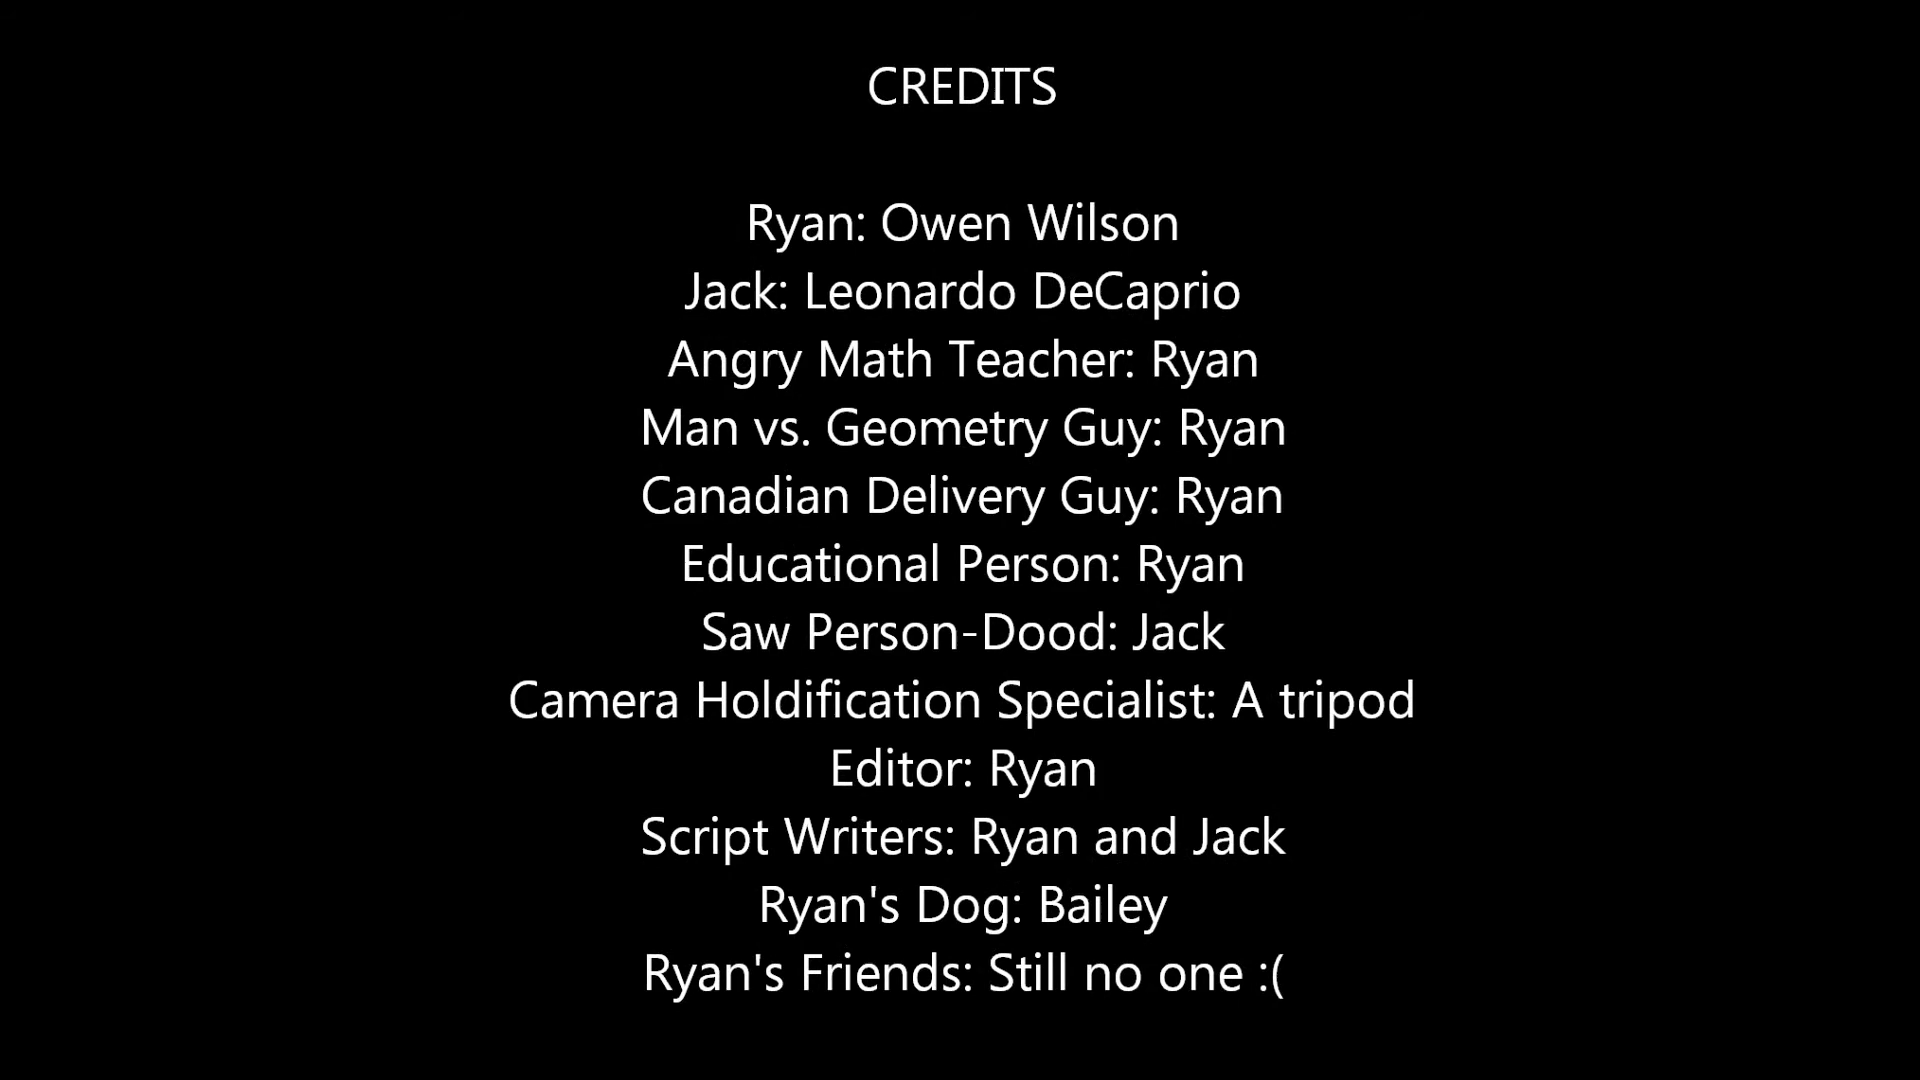 CREDITS
Ryan: Owen Wilson
Jack: Leonardo DeCaprio
Angry Math Teacher: Ryan
Man vs. Geometry Guy: Ryan
Canadian Delivery Guy: Ryan
Educational Person: Ryan
Saw Person-Dood: Jack
Camera Holdification Specialist: A tripod
Editor: Ryan
Script Writers: Ryan and Jack
Ryan's Dog: Bailey
Ryan's Friends: Still no one :(